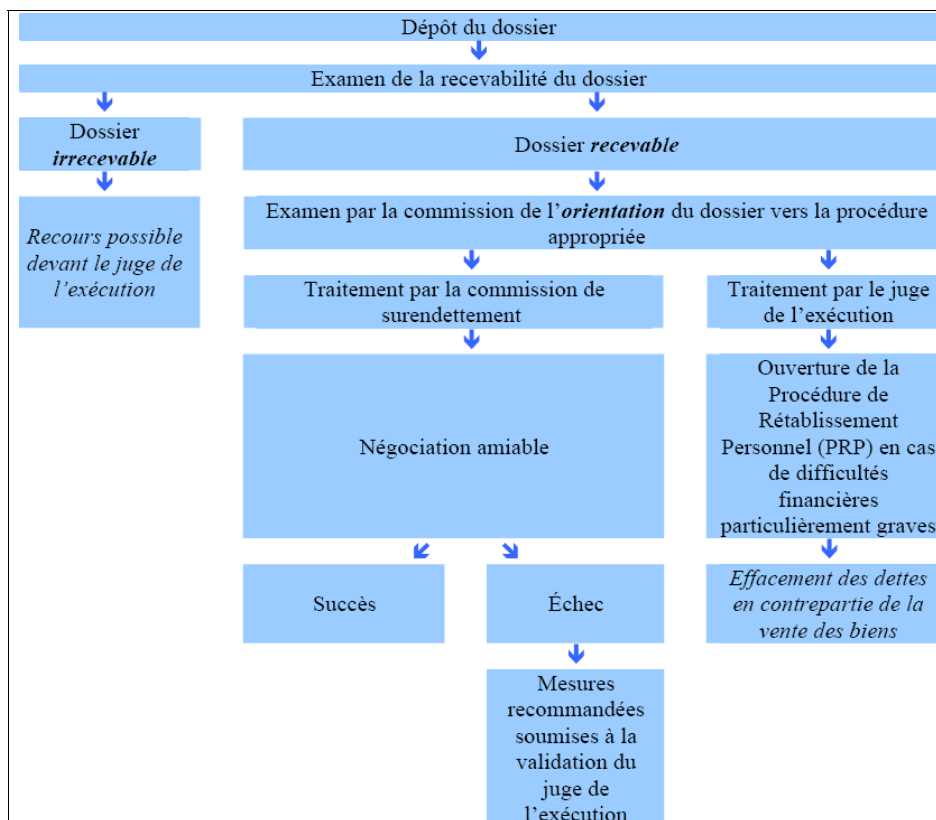 Dépôt du dossier
Examen de la recevabilité du dossier
Dossier
irrecevable
Dossier recevable
Recours possible
devant le juge de
l’exécution
Examen par la commission de l’orientation du dossier vers la procédure
appropriée
Traitement par la commission de
surendettement
Traitement par le juge
de l’exécution
Négociation amiable
Ouverture de la
Procédure de
Rétablissement
Personnel (PRP) en cas
de difficultés
financières
particulièrement graves
Succès
Échec
Effacement des dettes
en contrepartie de la
vente des biens
Mesures
recommandées
soumises à la
validation du
juge de
l’exécution